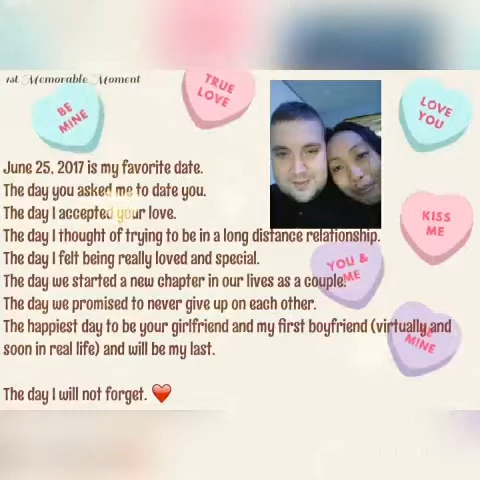 1st Memorable Moment
BE
MINE
TRUE
LOVE
LOVE
YOU
June 25, 2017 is my favorite date.
The day you asked me to date you.
The day I accepted your love.
KISS
ME
The day I thought of trying to be in a long distance relationship.
The day I felt being really loved and special.
YOU &
ME
The day we started a new chapter in our lives as a couple.
The day we promised to never give up on each other.
The happiest day to be your girlfriend and my first boyfriend (virtually and
soon in real life) and will be my last.
MINE
The day I will not forget. ❤️